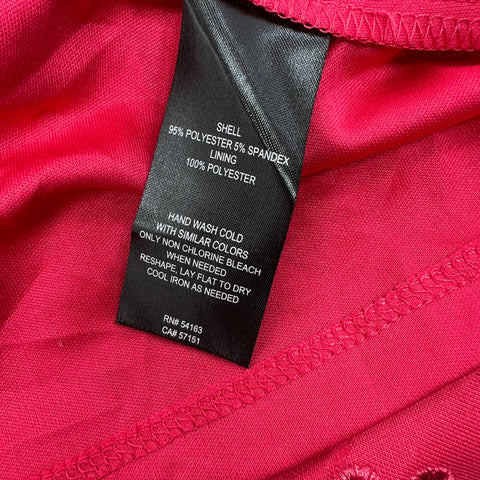 SHELL
95% POLYESTER 5% SPANDEX
LINING
100% POLYESTER
HAND WASH COLD
WITH SIMILAR COLORS
ONLY NON CHLORINE BLEACH
WHEN NEEDED
RESHAPE, LAY FLAT TO DRY
COOL IRON AS NEEDED
RN# 54163
CA# 57151